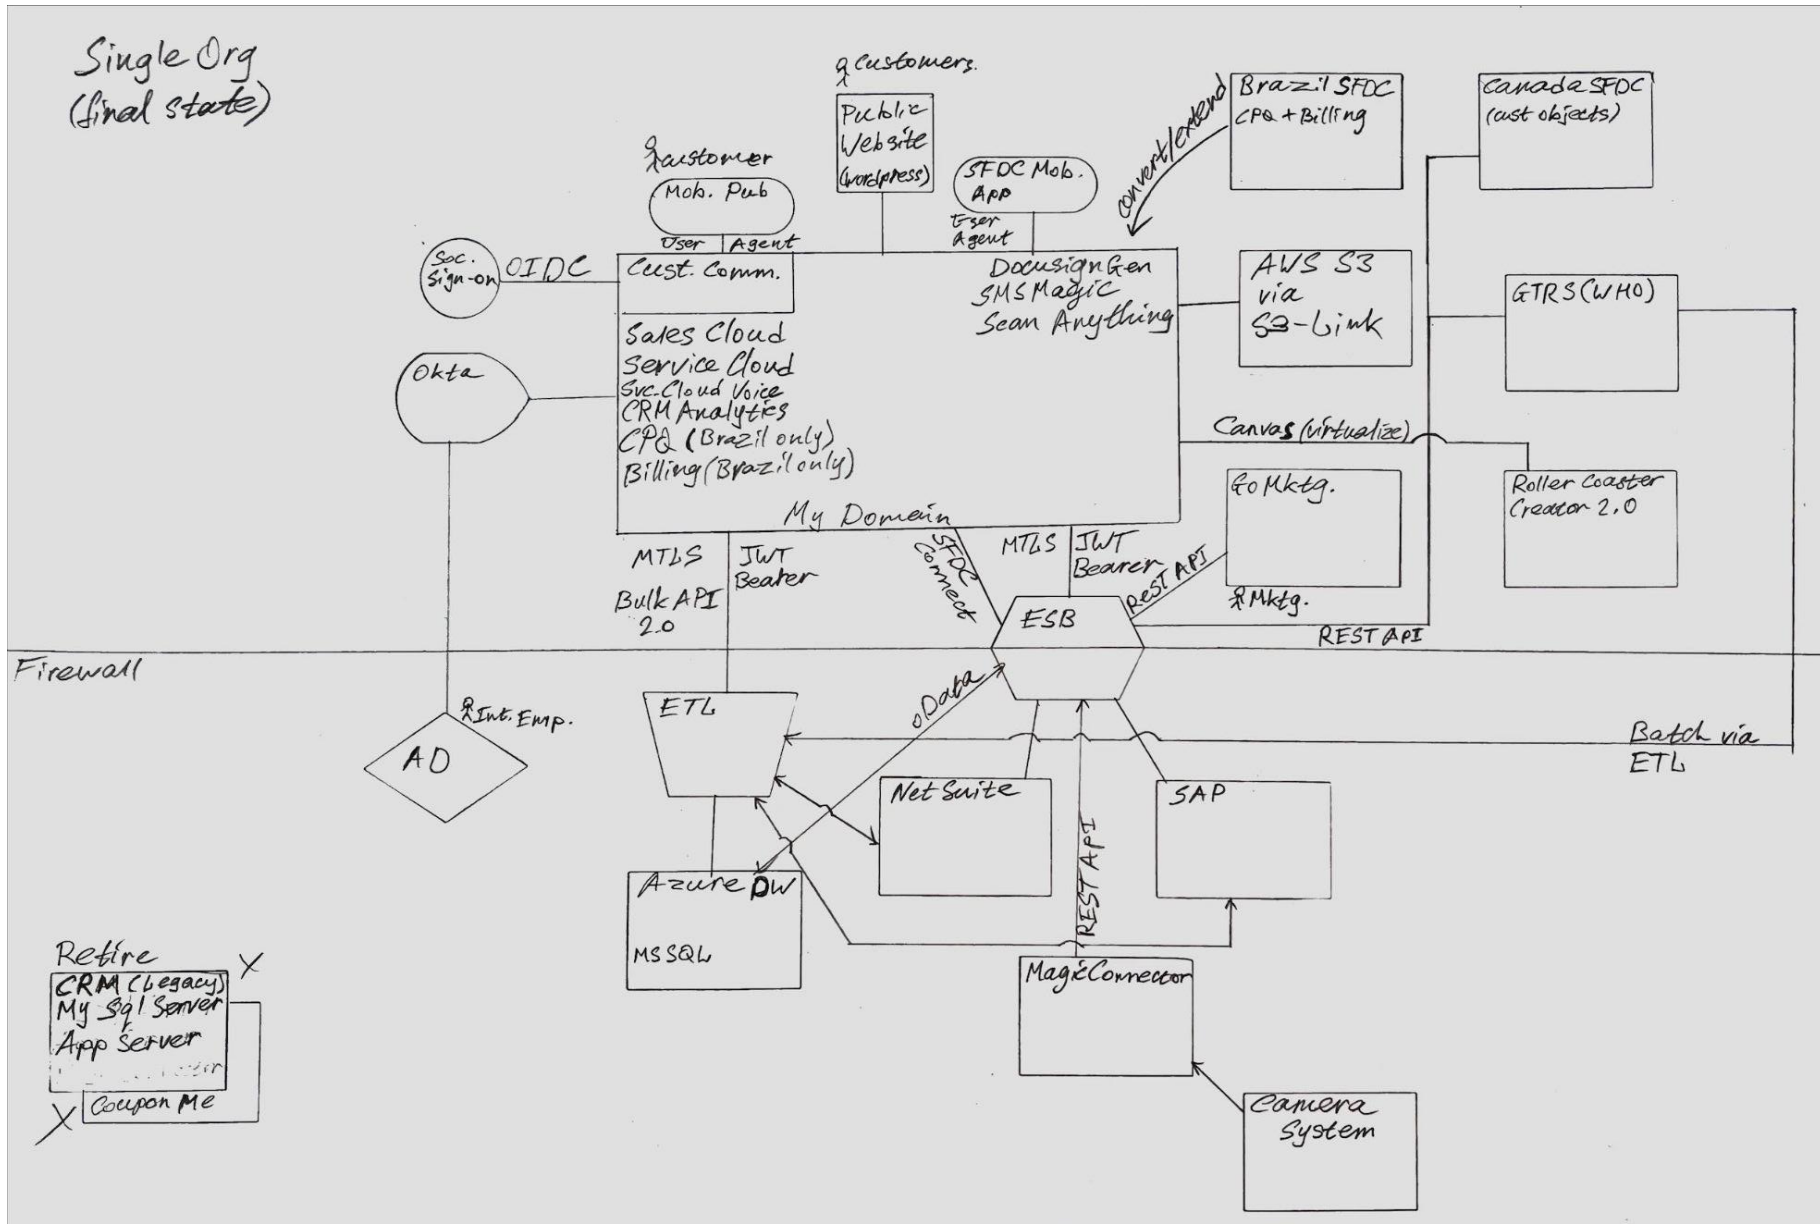 Single Org
(final state)
Customers.
Public
Website
(wordpress)
customer
Mob. Pub
User Agent
SFDC Mob.
App
User
Agent
convert/extend
Brazil SFDC
CPQ + Billing
Canada SFDC
(cust objects)
Soc.
Sign-on
OIDC
Cust. Comm.
Docusign Gen
SMS Magic
Scan Anything
AWS S3
via
S3-Link
GTRS (WHO)
Sales Cloud
Service Cloud
Svc. Cloud Voice
CRM Analytics
CPQ (Brazil only)
Billing (Brazil only)
My Domain
Okta
Canvas (virtualize)
Go Mktg.
Mktg.
Roller Coaster
Creator 2.0
MTLS
JWT
Bearer
Bulk API
2.0
SFDC
Connect
MTLS
JWT
Bearer
REST API
ESB
REST API
Firewall
Int. Emp.
AD
ETL
oData
Batch via
ETL
NetSuite
SAP
REST API
Azure DW
MSSQL
MagicConnector
Camera
System
Retire
X
CRM (Legacy)
My Sql Server
App Server
X
Coupon Me